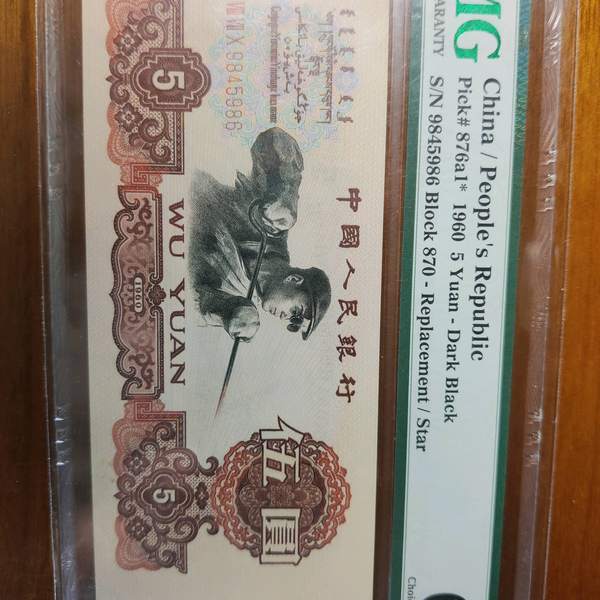 MG
ARANTY
China / People's Republic
Pick# 876a1* 1960 5 Yuan - Dark Black
S/N 9845986 Block 870 - Replacement / Star
Choi
中國人民銀行
X 9845986
5
WU YUAN
1960
伍圓
5